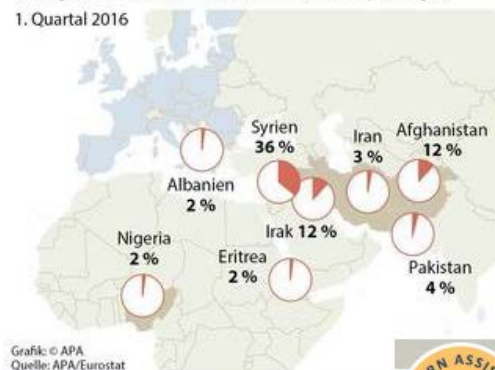 1. Quartal 2016
Syrien
36 %
Iran
3 %
Afghanistan
12 %
Albanien
2 %
Irak 12 %
Nigeria
2 %
Eritrea
2 %
Pakistan
4 %
Grafik: © APA
Quelle: APA/Eurostat